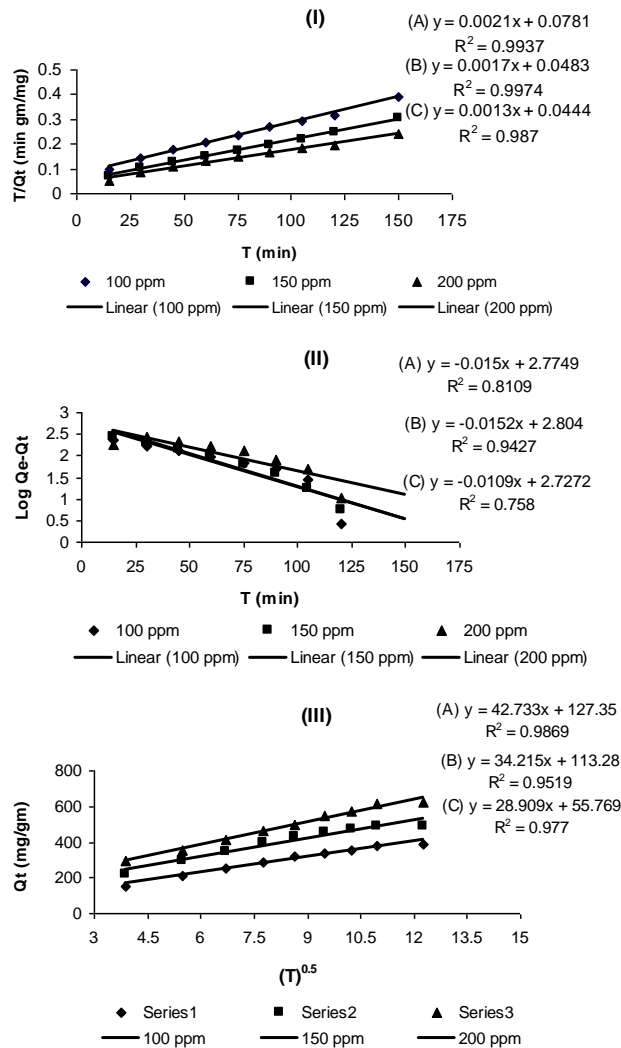 (I)
(A) y = 0.0021x + 0.0781
R² = 0.9937
(B) y = 0.0017x + 0.0483
R² = 0.9974
(C) y = 0.0013x + 0.0444
R² = 0.987
T/Qt (min gm/mg)
0.5
0.4
0.3
0.2
0.1
0
0 25 50 75 100 125 150 175
T (min)
100 ppm 150 ppm 200 ppm
Linear (100 ppm) Linear (150 ppm) Linear (200 ppm)
(II)
(A) y = -0.015x + 2.7749
R² = 0.8109
(B) y = -0.0152x + 2.804
R² = 0.9427
(C) y = -0.0109x + 2.7272
R² = 0.758
Log Qe-Qt
3
2.5
2
1.5
1
0.5
0
0 25 50 75 100 125 150 175
T (min)
100 ppm 150 ppm 200 ppm
Linear (100 ppm) Linear (150 ppm) Linear (200 ppm)
(III)
(A) y = 42.733x + 127.35
R² = 0.9869
(B) y = 34.215x + 113.28
R² = 0.9519
(C) y = 28.909x + 55.769
R² = 0.977
Qt (mg/gm)
800
600
400
200
0
3 4.5 6 7.5 9 10.5 12 13.5 15
(T)^0.5
Series1 Series2 Series3
100 ppm 150 ppm 200 ppm